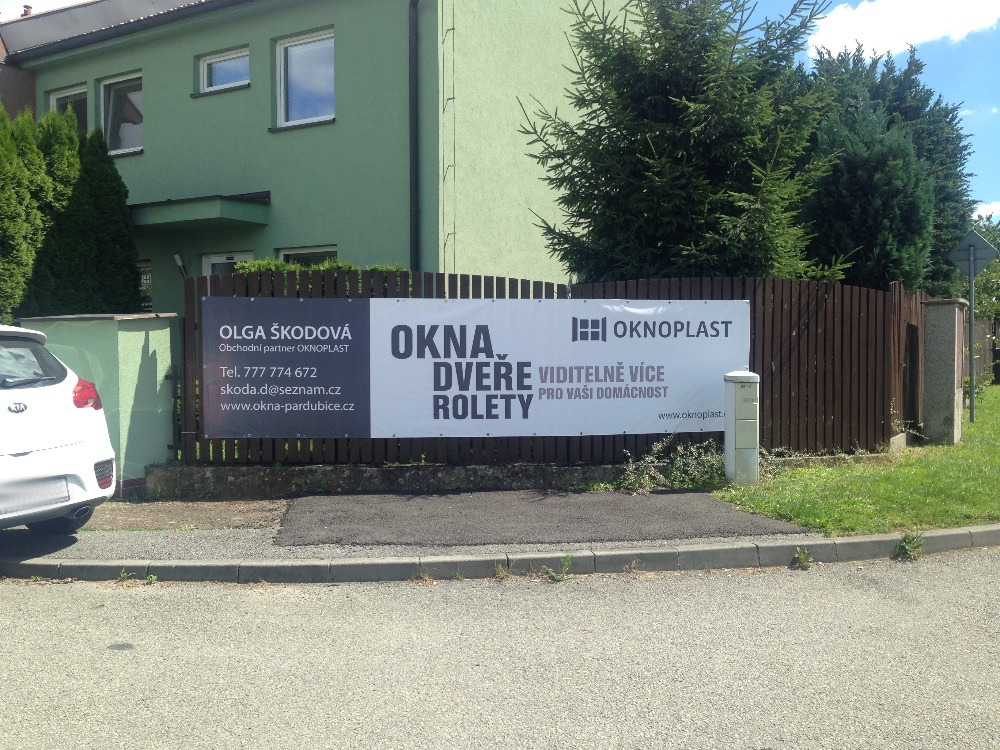 OLGA ŠKODOVÁ
Obchodní partner OKNOPLAST
Tel. 777 774 672
skoda.d@seznam.cz
www.okna-pardubice.cz
OKNA
DVEŘE
ROLETY
VIDITELNĚ VÍCE
PRO VAŠI DOMÁCNOST
OKNOPLAST
www.oknoplast.
KIA